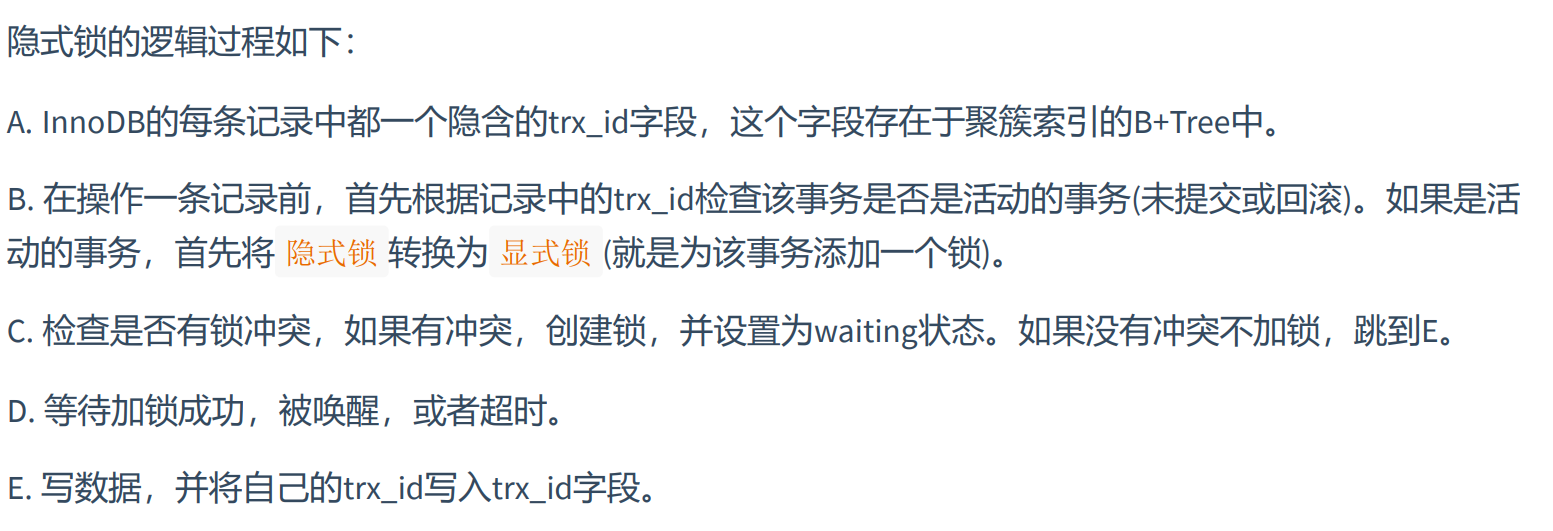 隐式锁的逻辑过程如下：
A. InnoDB的每条记录中都一个隐含的trx_id字段，这个字段存在于聚簇索引的B+Tree中。
B. 在操作一条记录前，首先根据记录中的trx_id检查该事务是否是活动的事务(未提交或回滚)。如果是活
动的事务，首先将 隐式锁 转换为 显式锁 (就是为该事务添加一个锁)。
C. 检查是否有锁冲突，如果有冲突，创建锁，并设置为waiting状态。如果没有冲突不加锁，跳到E。
D. 等待加锁成功，被唤醒，或者超时。
E. 写数据，并将自己的trx_id写入trx_id字段。